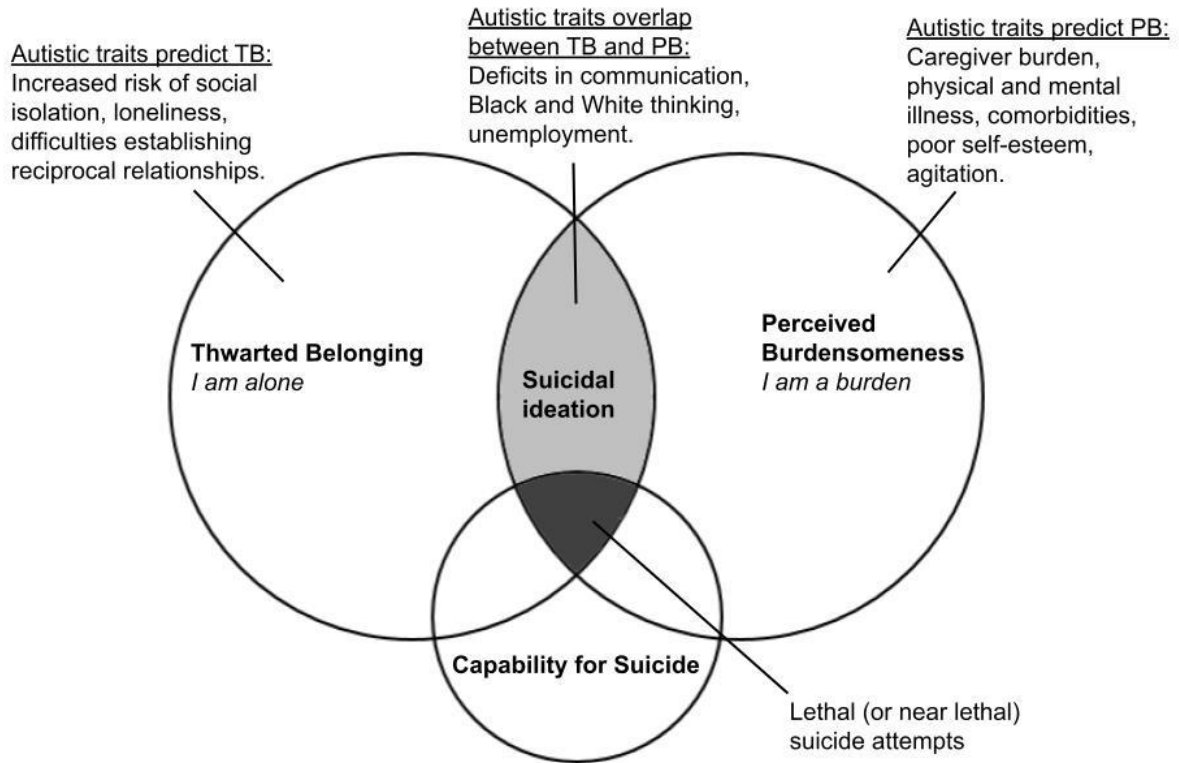 Autistic traits predict TB:
Increased risk of social
isolation, loneliness,
difficulties establishing
reciprocal relationships.
Autistic traits overlap
between TB and PB:
Deficits in communication,
Black and White thinking,
unemployment.
Autistic traits predict PB:
Caregiver burden,
physical and mental
illness, comorbidities,
poor self-esteem,
agitation.
Thwarted Belonging
I am alone
Suicidal
ideation
Perceived
Burdensomeness
I am a burden
Capability for Suicide
Lethal (or near lethal)
suicide attempts